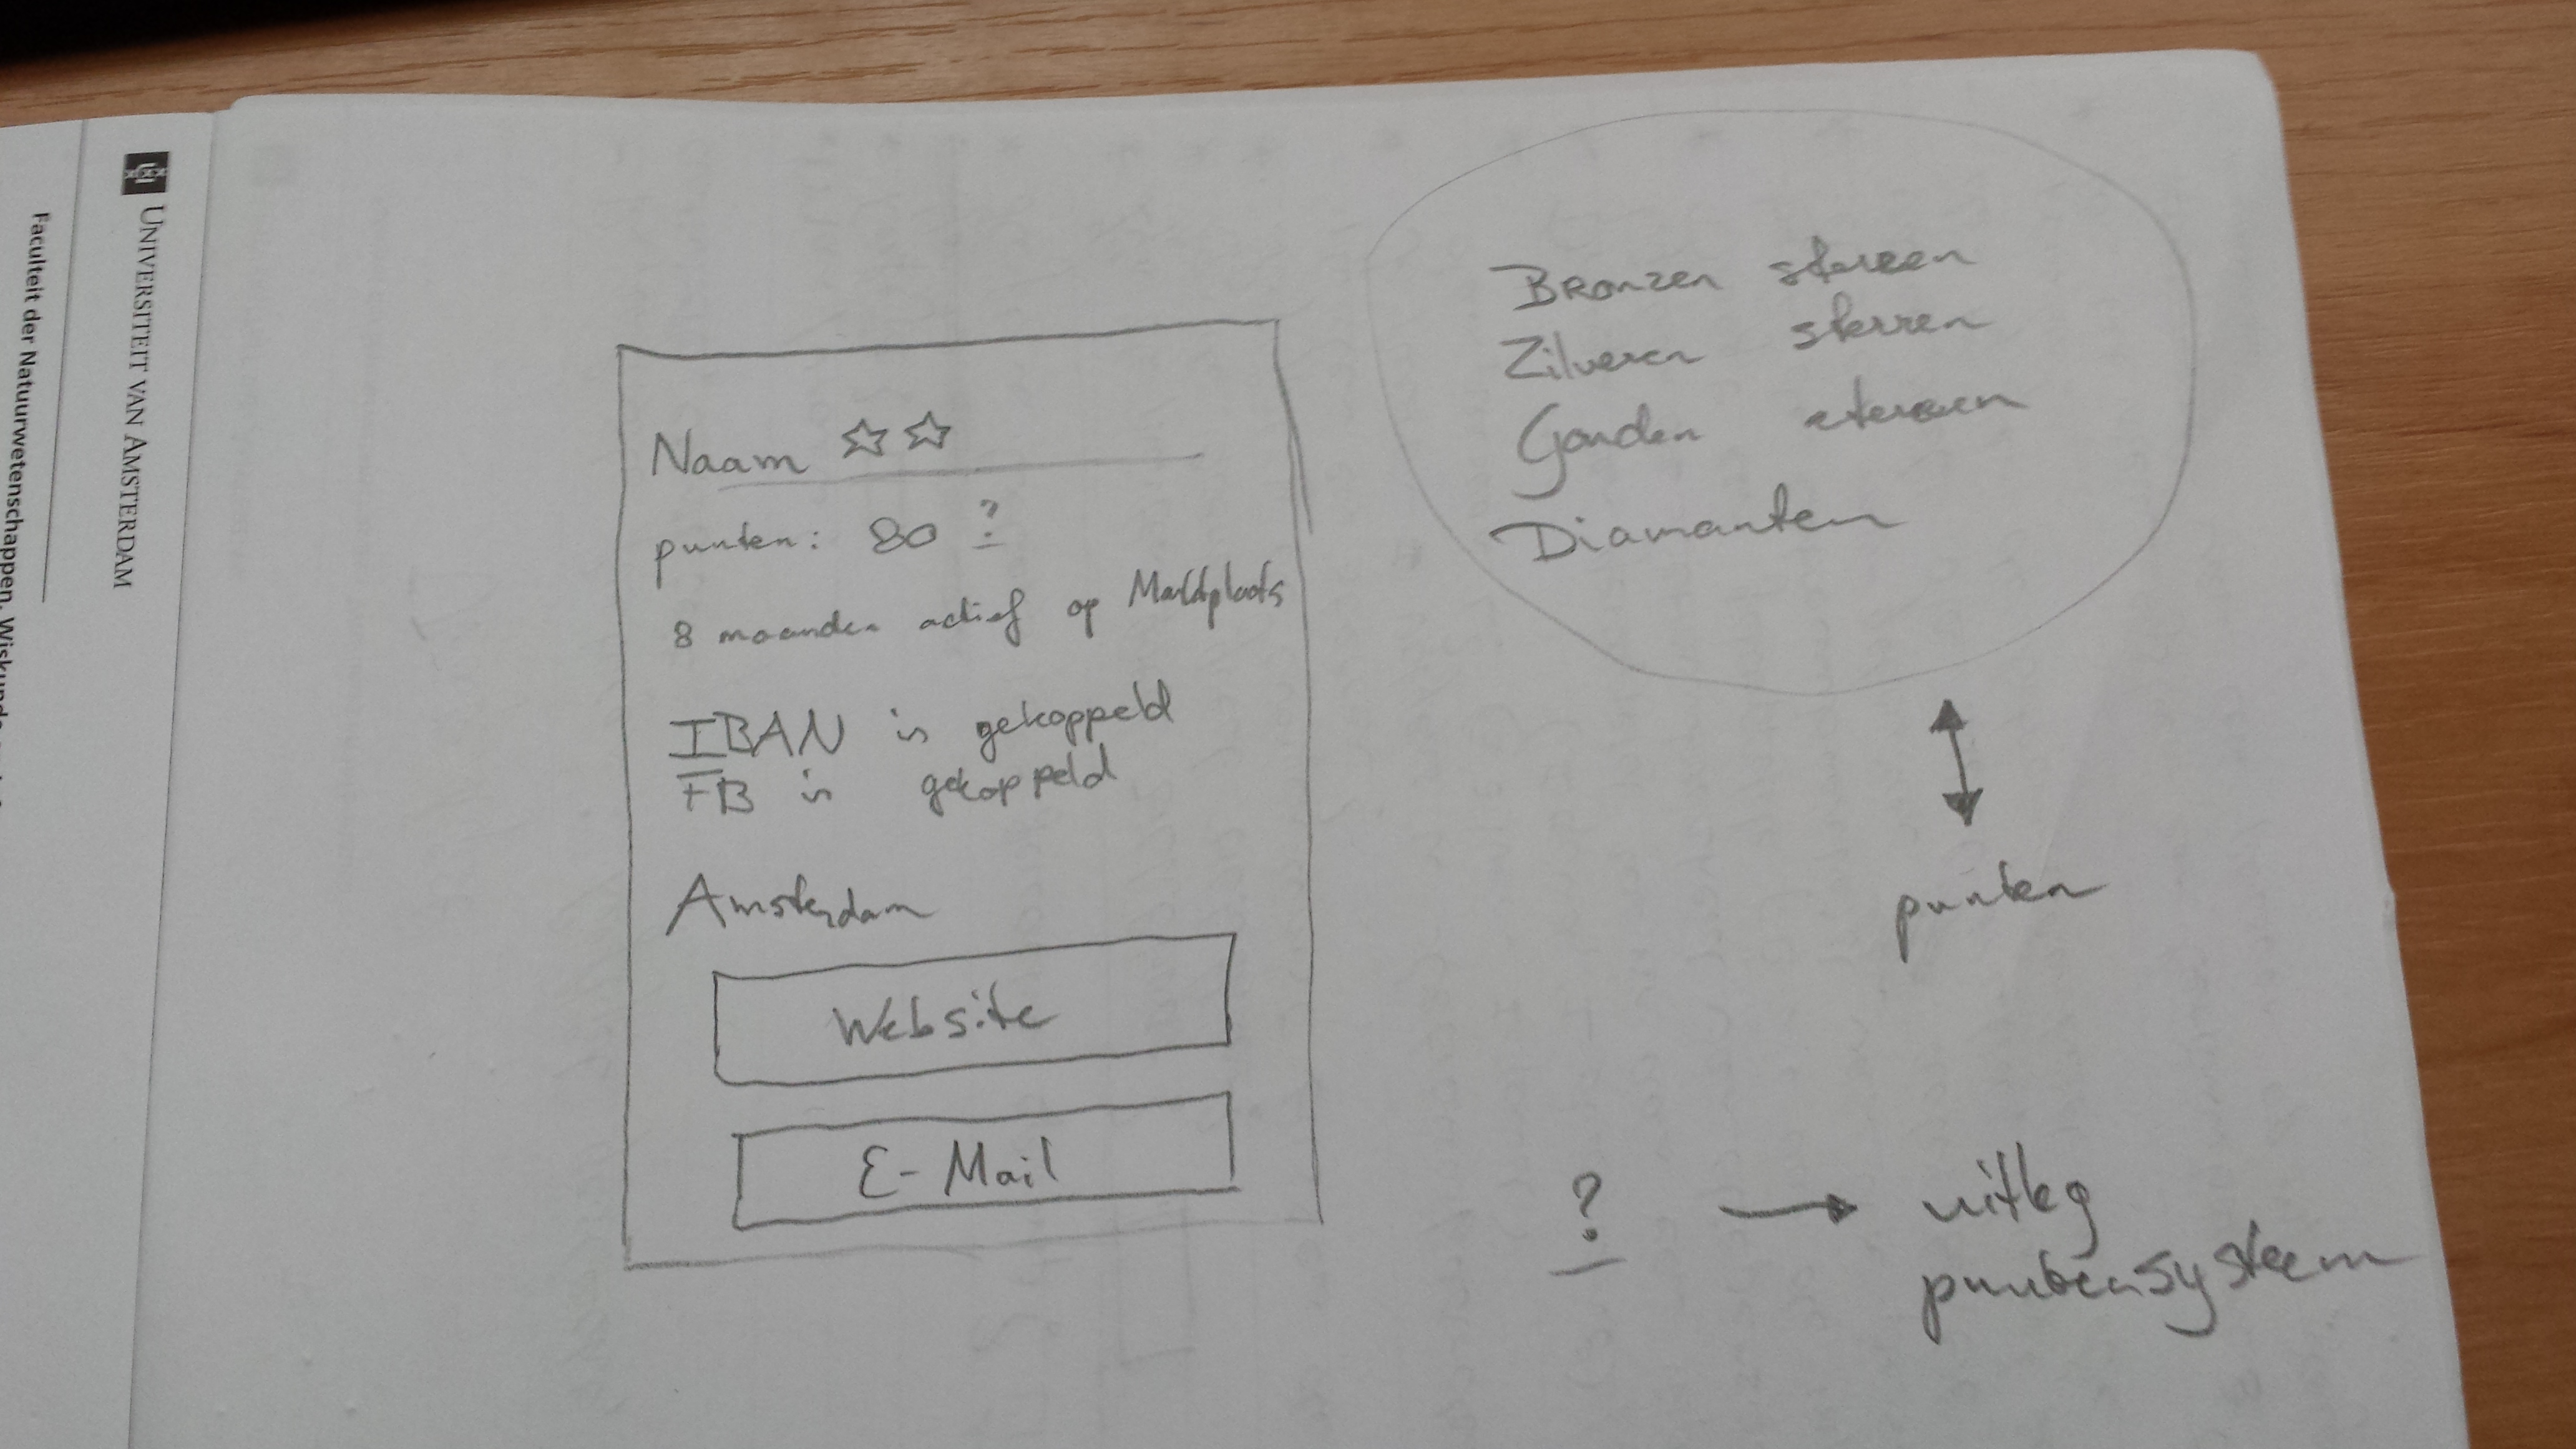 UNIVERSITEIT VAN AMSTERDAM
Faculteit der Natuurwetenschappen, Wiskunde
Naam ☆☆
punten: 80 ?
8 maanden actief op Marktplaats
IBAN is gekoppeld
FB is gekoppeld
Amsterdam
Website
E-Mail
Bronzen sterren
Zilveren sterren
Gouden sterren
Diamanten
punten
? → uitleg
puntensysteem